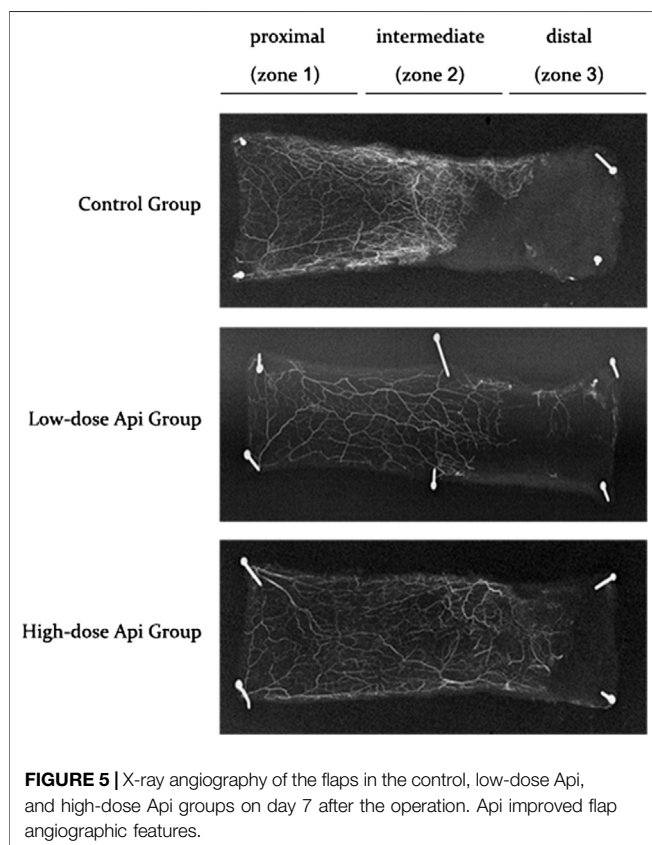 proximal intermediate distal
(zone 1) (zone 2) (zone 3)
Control Group
Low-dose Api Group
High-dose Api Group
FIGURE 5 | X-ray angiography of the flaps in the control, low-dose Api,
and high-dose Api groups on day 7 after the operation. Api improved flap
angiographic features.